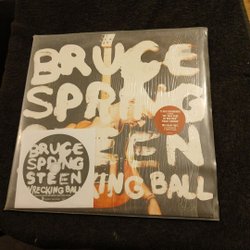 BRUCE
SPRING
STEEN
WRECKING BALL
BRUCE
SPRING
STEEN
WRECKING BALL